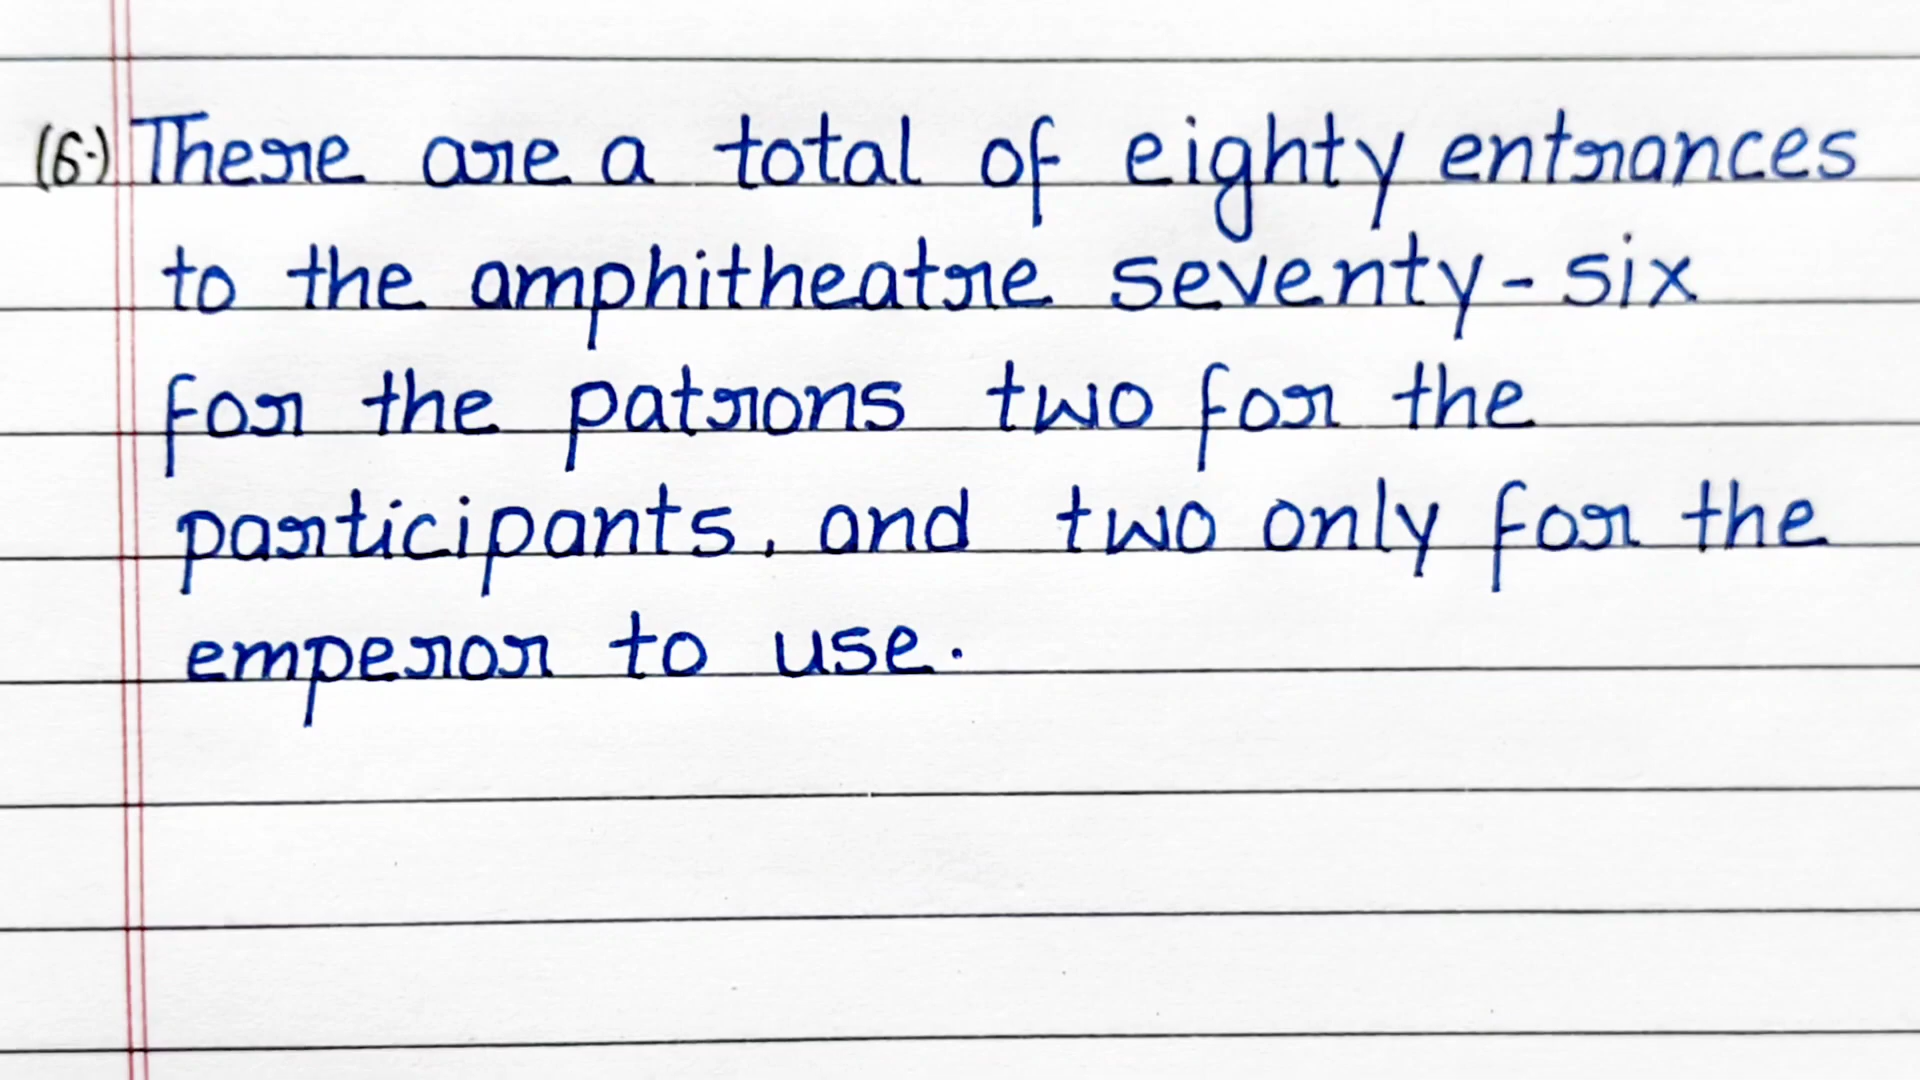 (6.) There are a total of eighty entrances
to the amphitheatre seventy-six
for the patrons two for the
participants, and two only for the
emperor to use.